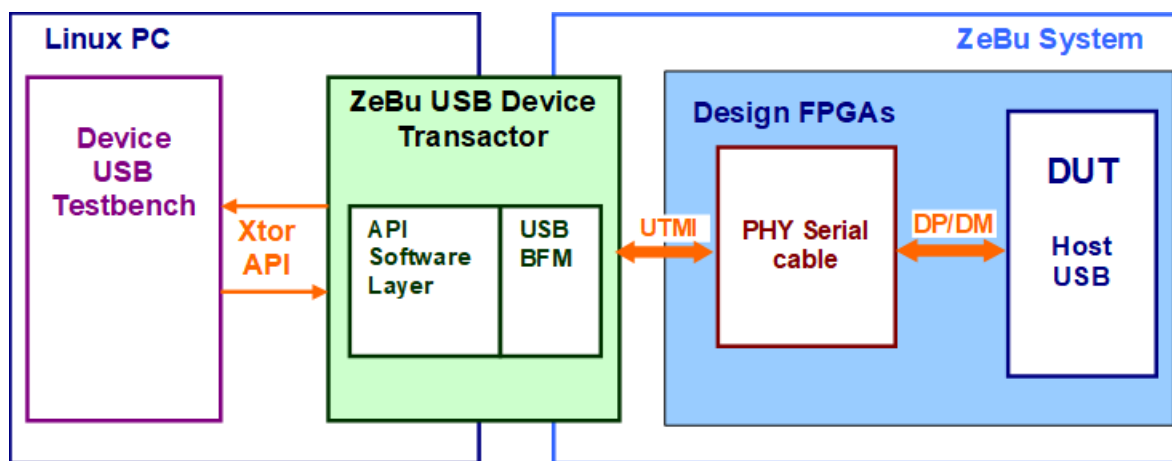 Linux PC
ZeBu System
Device
USB
Testbench
Xtor
API
ZeBu USB Device
Transactor
API
Software
Layer
USB
BFM
UTMI
Design FPGAs
PHY Serial
cable
DP/DM
DUT
Host
USB